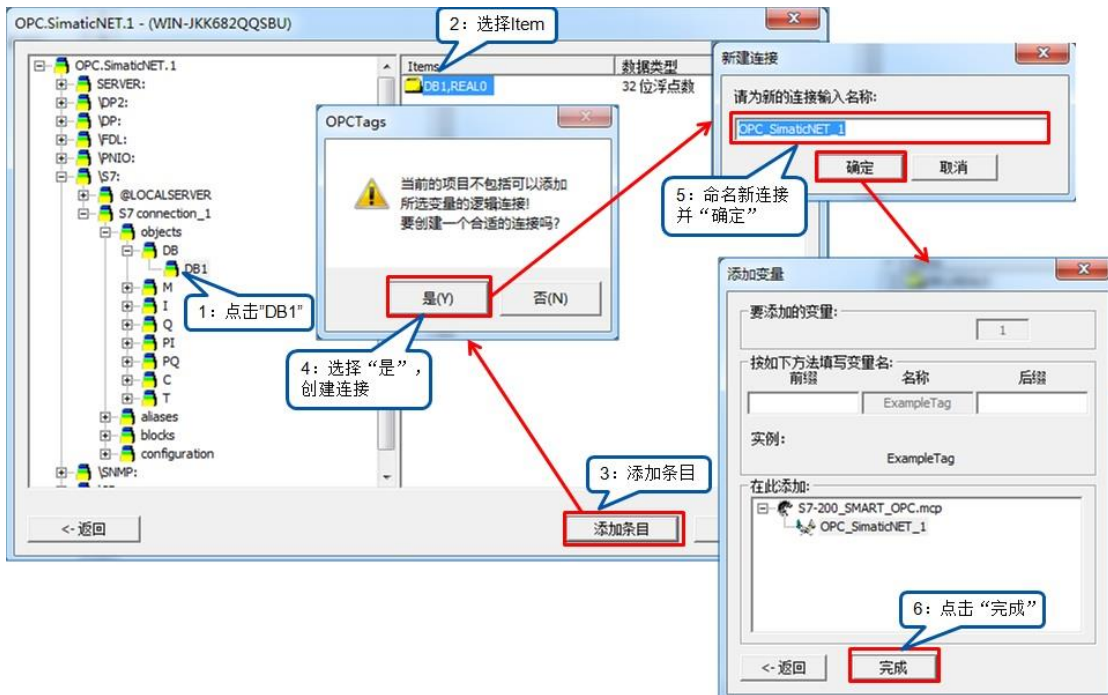 OPC.SimaticNET.1 - (WIN-JKK682QQSBU)
2：选择Item
OPC.SimaticNET.1
SERVER:
\DP2:
\DP:
\FDL:
\PNIO:
\S7:
@LOCALSERVER
S7 connection_1
objects
DB
DB1
M
I
Q
PI
PQ
C
T
aliases
blocks
configuration
\SNMP:
1：点击”DB1”
Items
数据类型
DB1,REAL0
32 位浮点数
OPCTags
当前的项目不包括可以添加
所选变量的逻辑连接!
要创建一个合适的连接吗?
是(Y)
否(N)
4：选择“是”，
创建连接
3：添加条目
<- 返回
添加条目
新建连接
请为新的连接输入名称:
OPC_SimaticNET_1
确定
取消
5：命名新连接
并“确定”
添加变量
要添加的变量:
1
按如下方法填写变量名:
前缀
名称
后缀
ExampleTag
实例:
ExampleTag
在此添加:
S7-200_SMART_OPC.mcp
OPC_SimaticNET_1
6：点击“完成”
<- 返回
完成